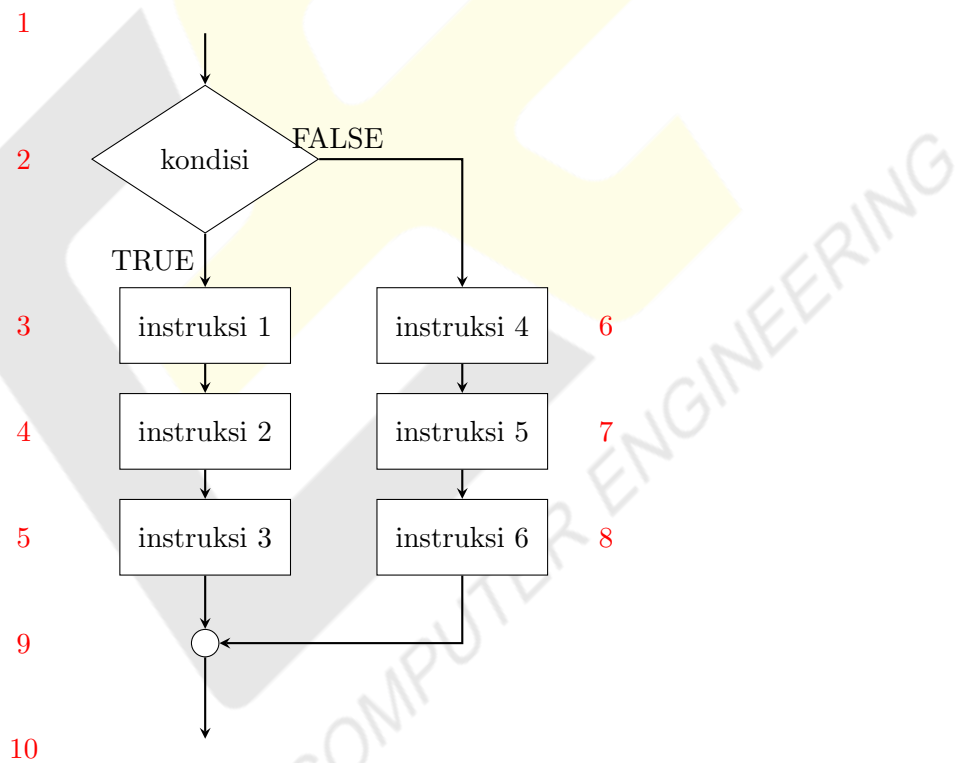 1
FALSE
2 kondisi
TRUE
3 instruksi 1 instruksi 4 6
4 instruksi 2 instruksi 5 7
5 instruksi 3 instruksi 6 8
9
10
COMPUTER ENGINEERING